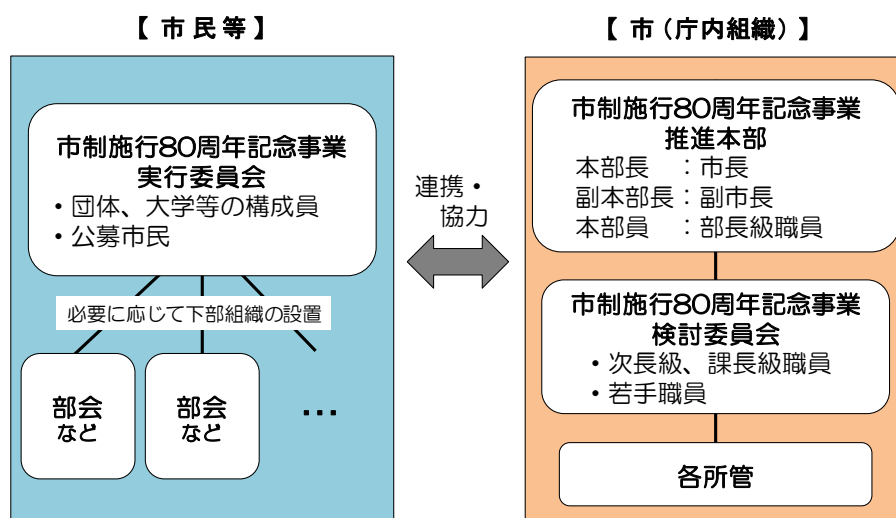 【 市 民 等 】
市制施行80周年記念事業
実行委員会
・団体、大学等の構成員
・公募市民
必要に応じて下部組織の設置
部会
など
部会
など
…
連携・
協力
【 市（庁内組織）】
市制施行80周年記念事業
推進本部
本部長　：市長
副本部長：副市長
本部員　：部長級職員
市制施行80周年記念事業
検討委員会
・次長級、課長級職員
・若手職員
各所管